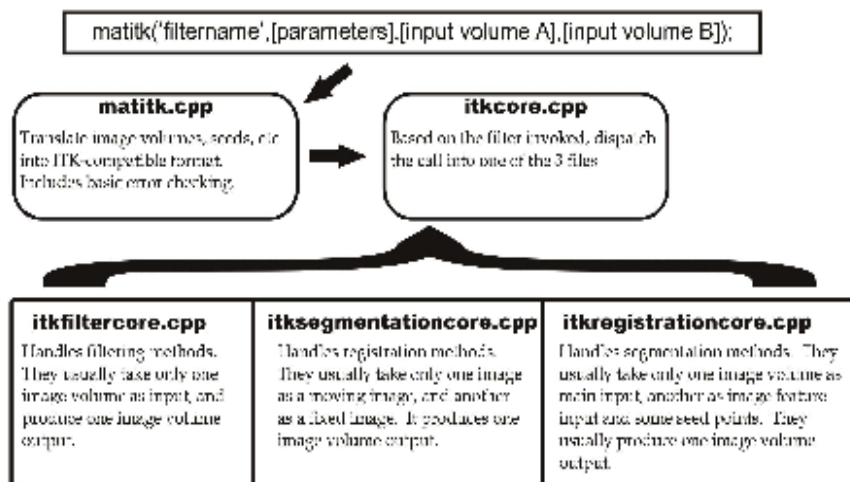 matitk('filtername',[parameters].[input volume A],[input volume B]);
matitk.cpp
Translate image volumes, seeds, etc
into ITK-compatible format.
Includes basic error checking.
itkcore.cpp
Based on the filter invoked, dispatch
the call into one of the 3 files
itkfiltercore.cpp
Handles filtering methods.
They usually take only one
image volume as input, and
produce one image volume
output.
itksegmentationcore.cpp
Handles registration methods.
They usually take only one image
as a moving image, and another
as a fixed image. It produces one
image volume output.
itkregistrationcore.cpp
Handles segmentation methods. They
usually take only one image volume as
main input, another as image feature
input and some seed points. They
usually produce one image volume
output.